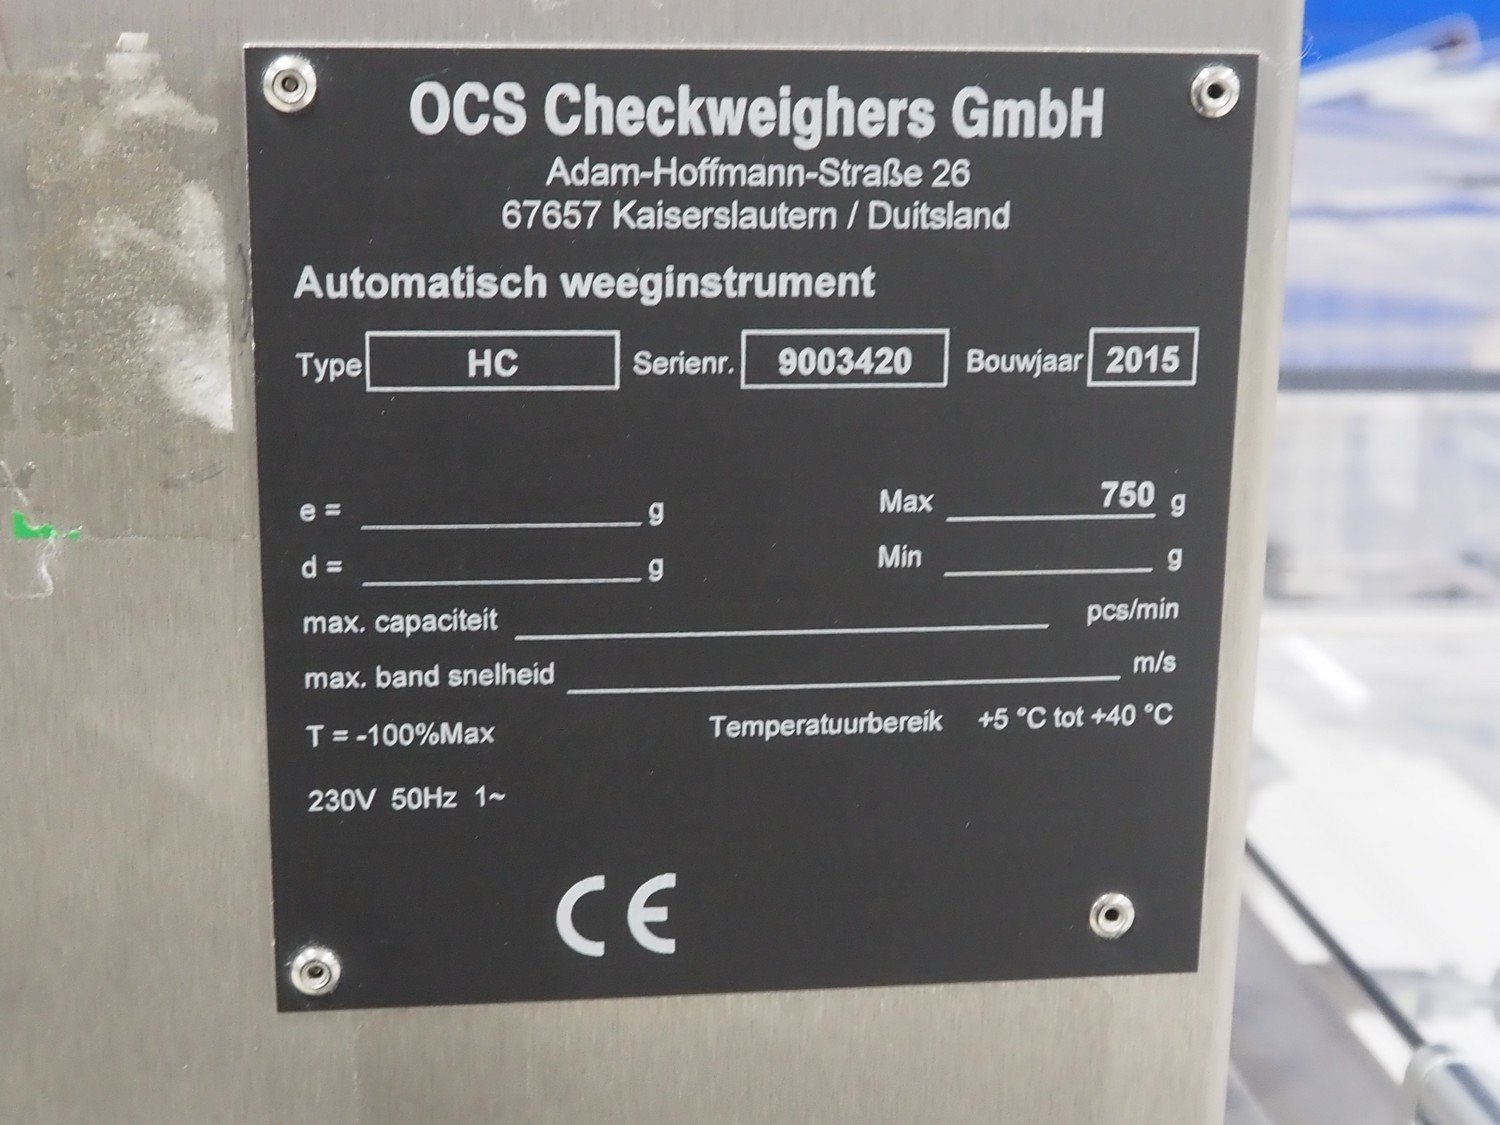 OCS Checkweighers GmbH
Adam-Hoffmann-Straße 26
67657 Kaiserslautern / Duitsland
Automatisch weeginstrument
Type HC Serienr. 9003420 Bouwjaar 2015
e = g Max 750 g
d = g Min g
max. capaciteit pcs/min
max. band snelheid m/s
T = -100%Max Temperatuurbereik +5 °C tot +40 °C
230V 50Hz 1~
CE